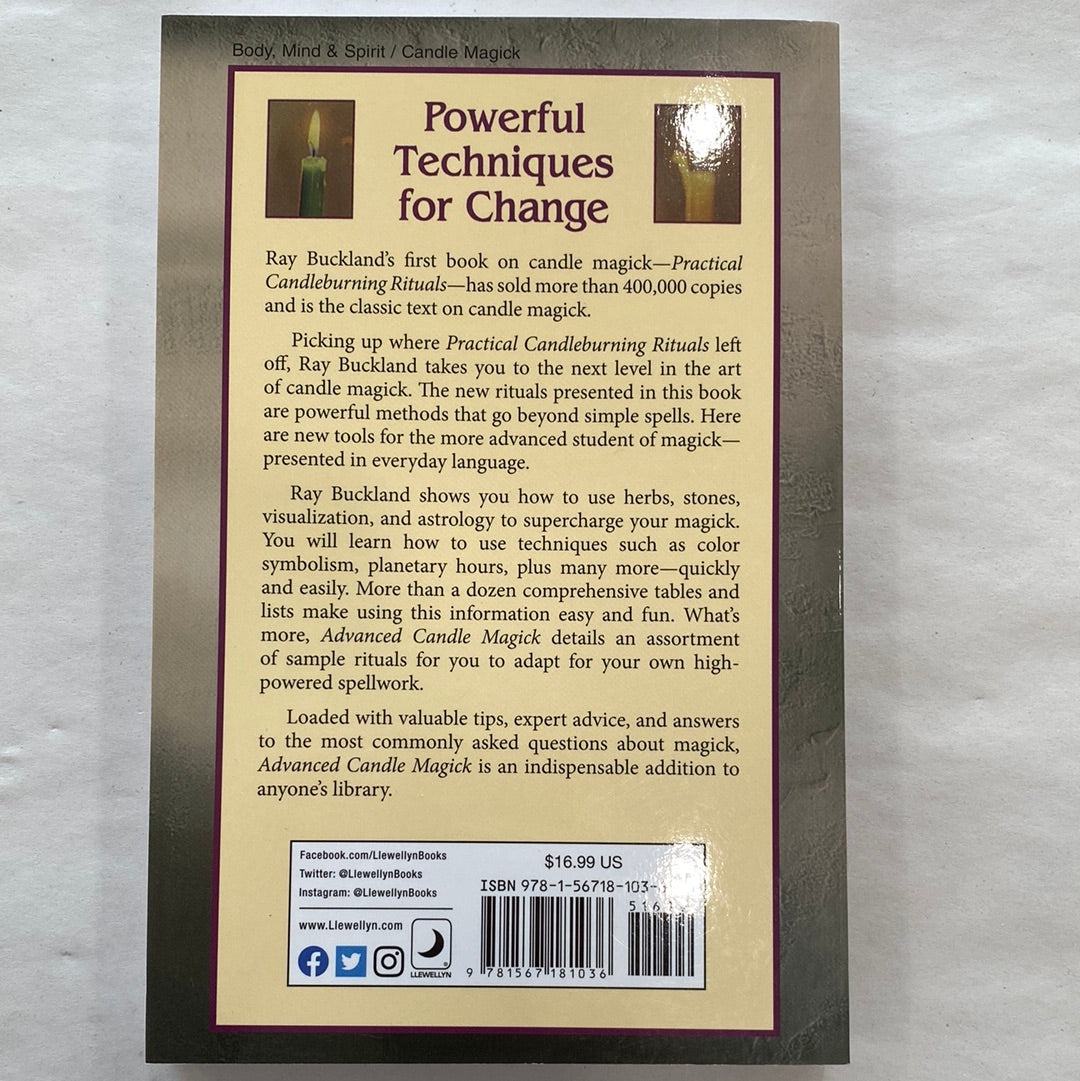 Body, Mind & Spirit / Candle Magick
Powerful
Techniques
for Change
Ray Buckland's first book on candle magick—Practical
Candleburning Rituals—has sold more than 400,000 copies
and is the classic text on candle magick.
Picking up where Practical Candleburning Rituals left
off, Ray Buckland takes you to the next level in the art
of candle magick. The new rituals presented in this book
are powerful methods that go beyond simple spells. Here
are new tools for the more advanced student of magick—
presented in everyday language.
Ray Buckland shows you how to use herbs, stones,
visualization, and astrology to supercharge your magick.
You will learn how to use techniques such as color
symbolism, planetary hours, plus many more—quickly
and easily. More than a dozen comprehensive tables and
lists make using this information easy and fun. What's
more, Advanced Candle Magick details an assortment
of sample rituals for you to adapt for your own high-
powered spellwork.
Loaded with valuable tips, expert advice, and answers
to the most commonly asked questions about magick,
Advanced Candle Magick is an indispensable addition to
anyone's library.
Facebook.com/LlewellynBooks
Twitter: @LlewellynBooks
Instagram: @LlewellynBooks
www.Llewellyn.com
LLEWELLYN
$16.99 US
ISBN 978-1-56718-103-
9 781567 181036